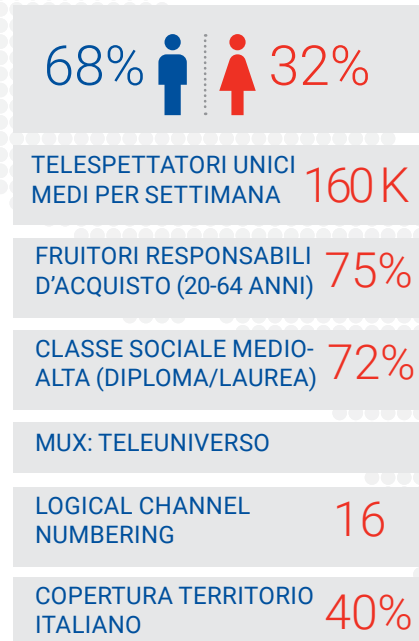 68% 32%
TELESPETTATORI UNICI
MEDI PER SETTIMANA 160 K
FRUITORI RESPONSABILI
D'ACQUISTO (20-64 ANNI) 75%
CLASSE SOCIALE MEDIO-
ALTA (DIPLOMA/LAUREA) 72%
MUX: TELEUNIVERSO
LOGICAL CHANNEL
NUMBERING 16
COPERTURA TERRITORIO
ITALIANO 40%